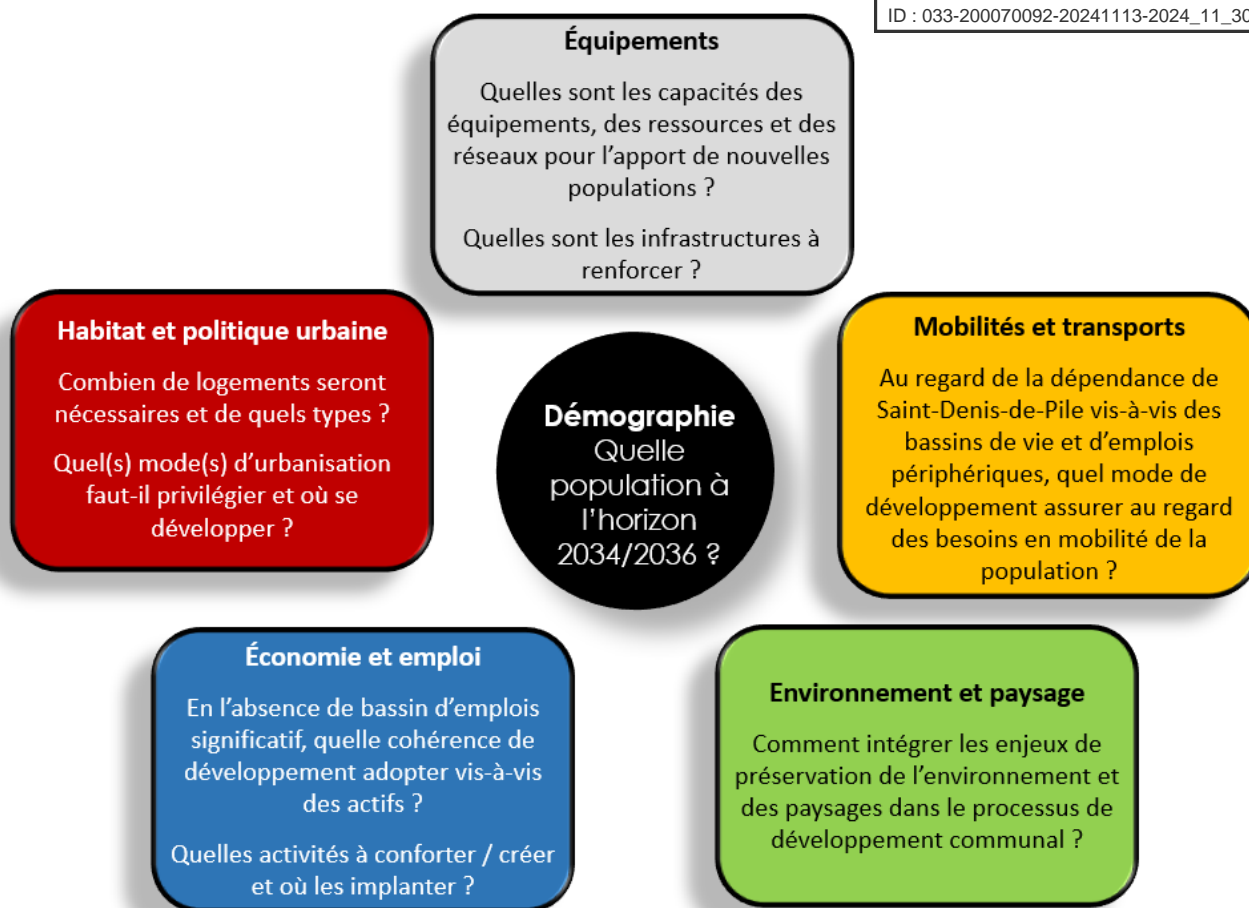 ID : 033-200070092-20241113-2024_11_30
Équipements
Quelles sont les capacités des
équipements, des ressources et des
réseaux pour l’apport de nouvelles
populations ?
Quelles sont les infrastructures à
renforcer ?
Habitat et politique urbaine
Combien de logements seront
nécessaires et de quels types ?
Quel(s) mode(s) d’urbanisation
faut-il privilégier et où se
développer ?
Démographie
Quelle
population à
l’horizon
2034/2036 ?
Mobilités et transports
Au regard de la dépendance de
Saint-Denis-de-Pile vis-à-vis des
bassins de vie et d’emplois
périphériques, quel mode de
développement assurer au regard
des besoins en mobilité de la
population ?
Économie et emploi
En l’absence de bassin d’emplois
significatif, quelle cohérence de
développement adopter vis-à-vis
des actifs ?
Quelles activités à conforter / créer
et où les implanter ?
Environnement et paysage
Comment intégrer les enjeux de
préservation de l’environnement et
des paysages dans le processus de
développement communal ?